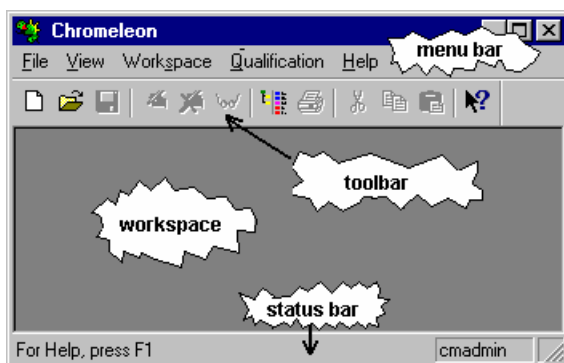 Chromeleon
menu bar
File View Workspace Qualification Help
toolbar
workspace
status bar
For Help, press F1 cmadmin